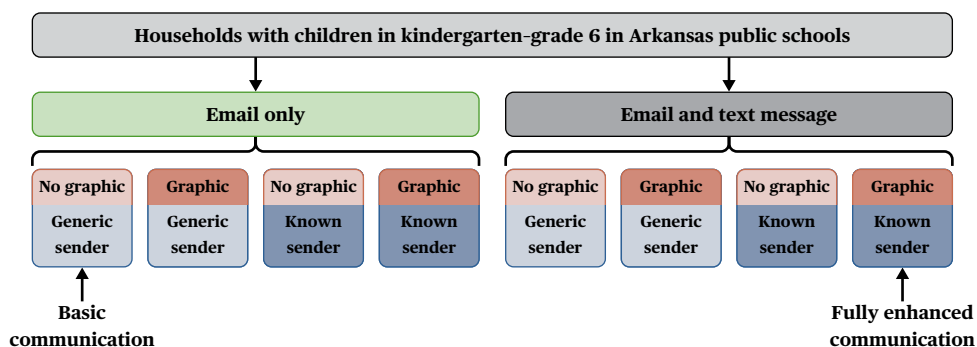 Households with children in kindergarten–grade 6 in Arkansas public schools
Email only
Email and text message
No graphic
Generic
sender
Graphic
Generic
sender
No graphic
Known
sender
Graphic
Known
sender
No graphic
Generic
sender
Graphic
Generic
sender
No graphic
Known
sender
Graphic
Known
sender
Basic
communication
Fully enhanced
communication